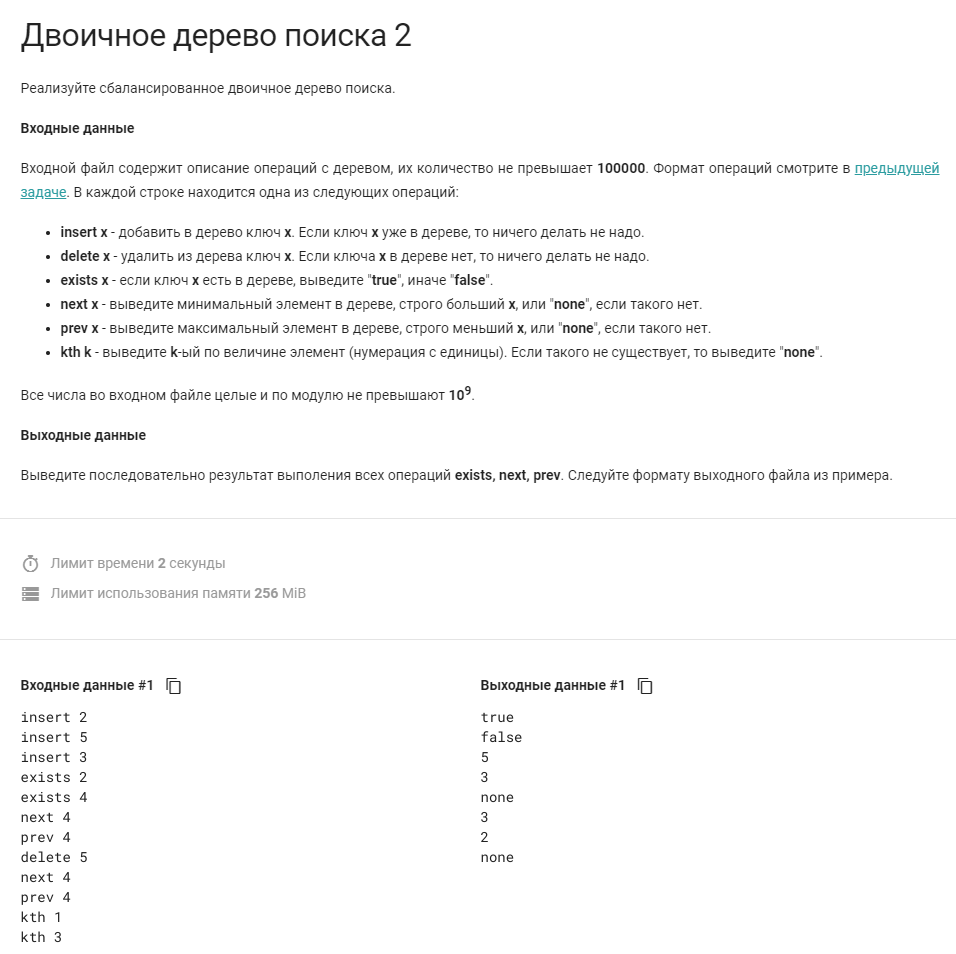 Двоичное дерево поиска 2
Реализуйте сбалансированное двоичное дерево поиска.
Входные данные
Входной файл содержит описание операций с деревом, их количество не превышает 100000. Формат операций смотрите в предыдущей
задаче. В каждой строке находится одна из следующих операций:
• insert x - добавить в дерево ключ x. Если ключ x уже в дереве, то ничего делать не надо.
• delete x - удалить из дерева ключ x. Если ключа x в дереве нет, то ничего делать не надо.
• exists x - если ключ x есть в дереве, выведите "true", иначе "false".
• next x - выведите минимальный элемент в дереве, строго больший x, или "none", если такого нет.
• prev x - выведите максимальный элемент в дереве, строго меньший x, или "none", если такого нет.
• kth k - выведите k-ый по величине элемент (нумерация с единицы). Если такого не существует, то выведите "none".
Все числа во входном файле целые и по модулю не превышают 10⁹.
Выходные данные
Выведите последовательно результат выполения всех операций exists, next, prev. Следуйте формату выходного файла из примера.
Лимит времени 2 секунды
Лимит использования памяти 256 MiB
Входные данные #1
insert 2
insert 5
insert 3
exists 2
exists 4
next 4
prev 4
delete 5
next 4
prev 4
kth 1
kth 3
Выходные данные #1
true
false
5
3
none
3
2
none